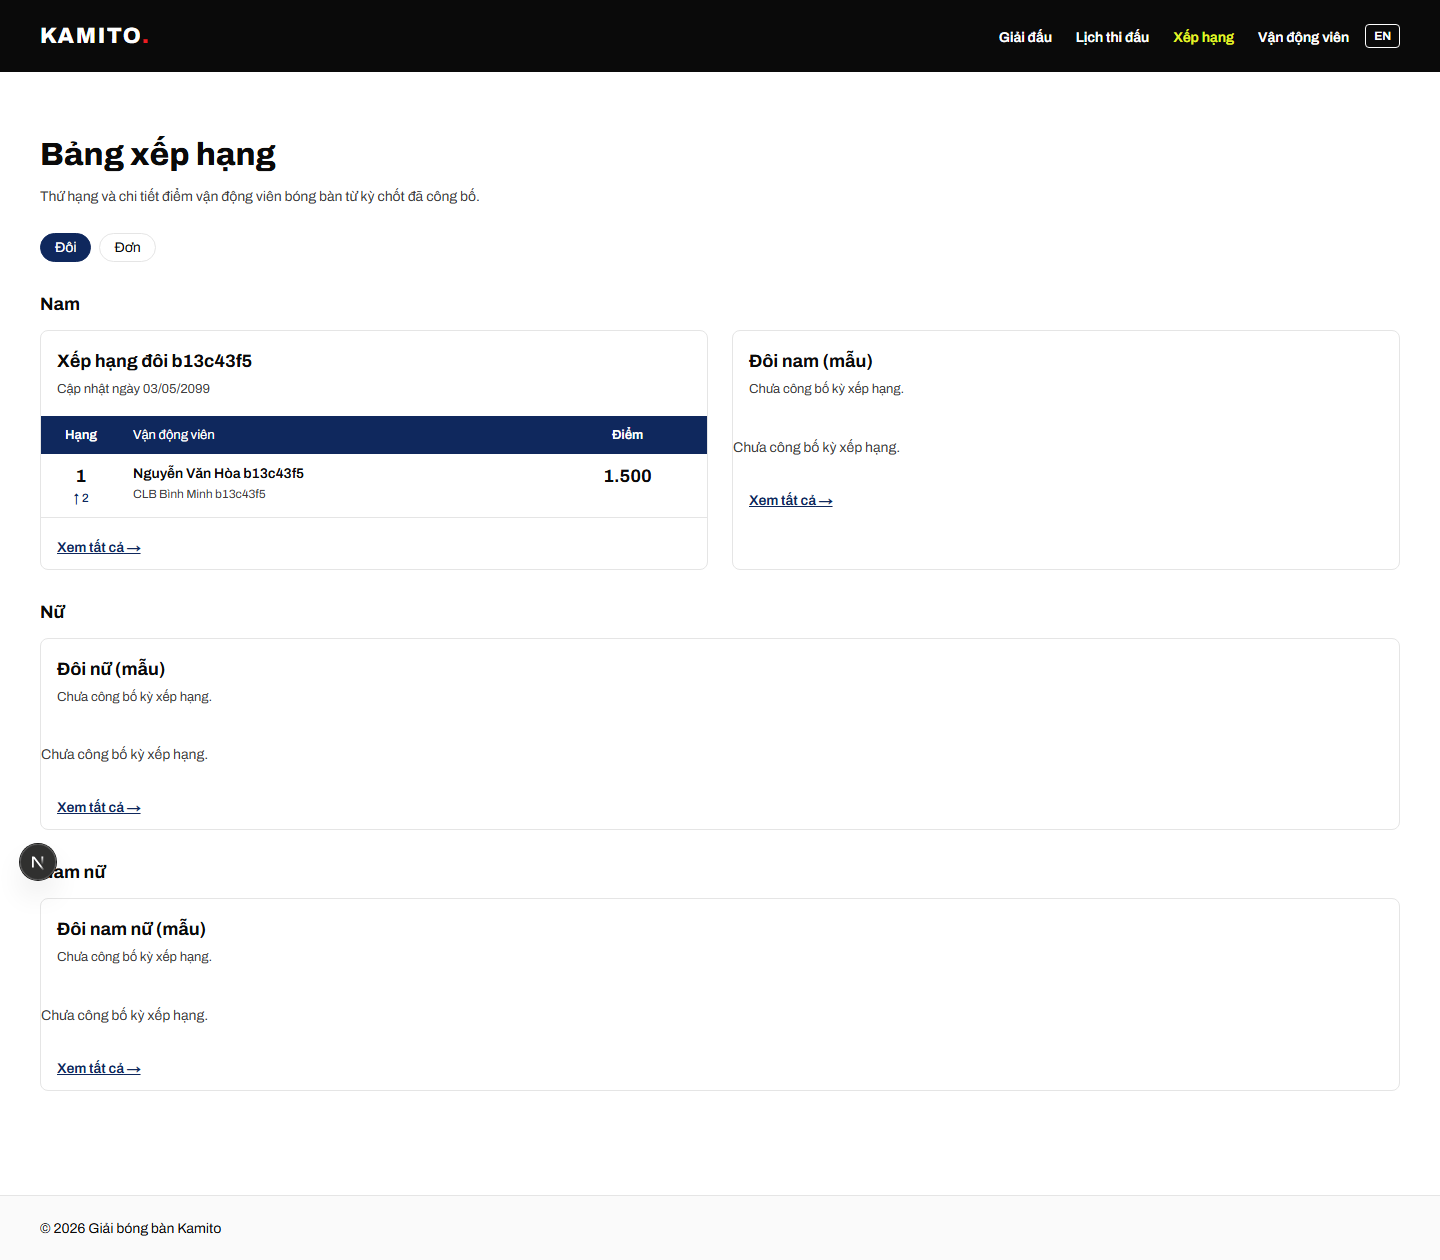 KAMITO.
Giải đấu Lịch thi đấu Xếp hạng Vận động viên EN
Bảng xếp hạng
Thứ hạng và chi tiết điểm vận động viên bóng bàn từ kỳ chốt đã công bố.
Đôi Đơn
Nam
Xếp hạng đôi b13c43f5
Cập nhật ngày 03/05/2099
Hạng Vận động viên Điểm
1 Nguyễn Văn Hòa b13c43f5 1.500
↑ 2 CLB Bình Minh b13c43f5
Xem tất cả →
Đôi nam (mẫu)
Chưa công bố kỳ xếp hạng.
Chưa công bố kỳ xếp hạng.
Xem tất cả →
Nữ
Đôi nữ (mẫu)
Chưa công bố kỳ xếp hạng.
Chưa công bố kỳ xếp hạng.
Xem tất cả →
N
am nữ
Đôi nam nữ (mẫu)
Chưa công bố kỳ xếp hạng.
Chưa công bố kỳ xếp hạng.
Xem tất cả →
© 2026 Giải bóng bàn Kamito